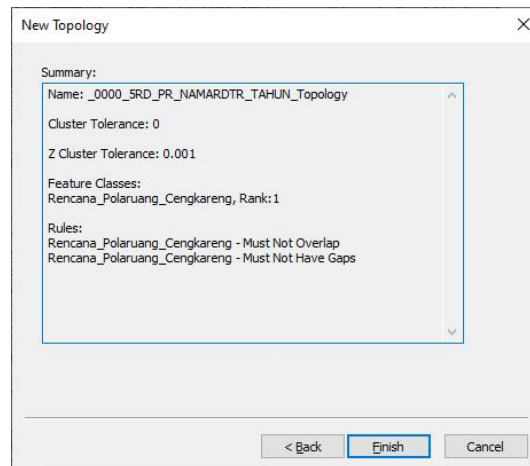 New Topology
Summary:
Name: _0000_5RD_PR_NAMARDTR_TAHUN_Topology
Cluster Tolerance: 0
Z Cluster Tolerance: 0.001
Feature Classes:
Rencana_Polaruang_Cengkareng, Rank:1
Rules:
Rencana_Polaruang_Cengkareng - Must Not Overlap
Rencana_Polaruang_Cengkareng - Must Not Have Gaps
< Back
Finish
Cancel